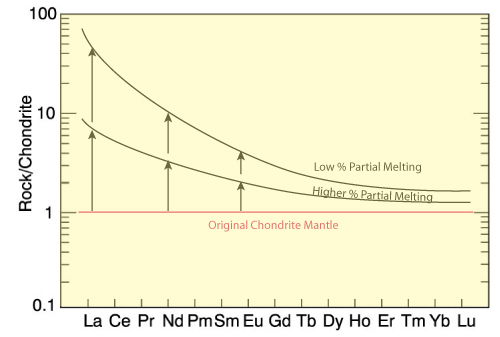 100
10
1
0.1
Rock/Chondrite
Low % Partial Melting
Higher % Partial Melting
Original Chondrite Mantle
La Ce Pr Nd Pm Sm Eu Gd Tb Dy Ho Er Tm Yb Lu